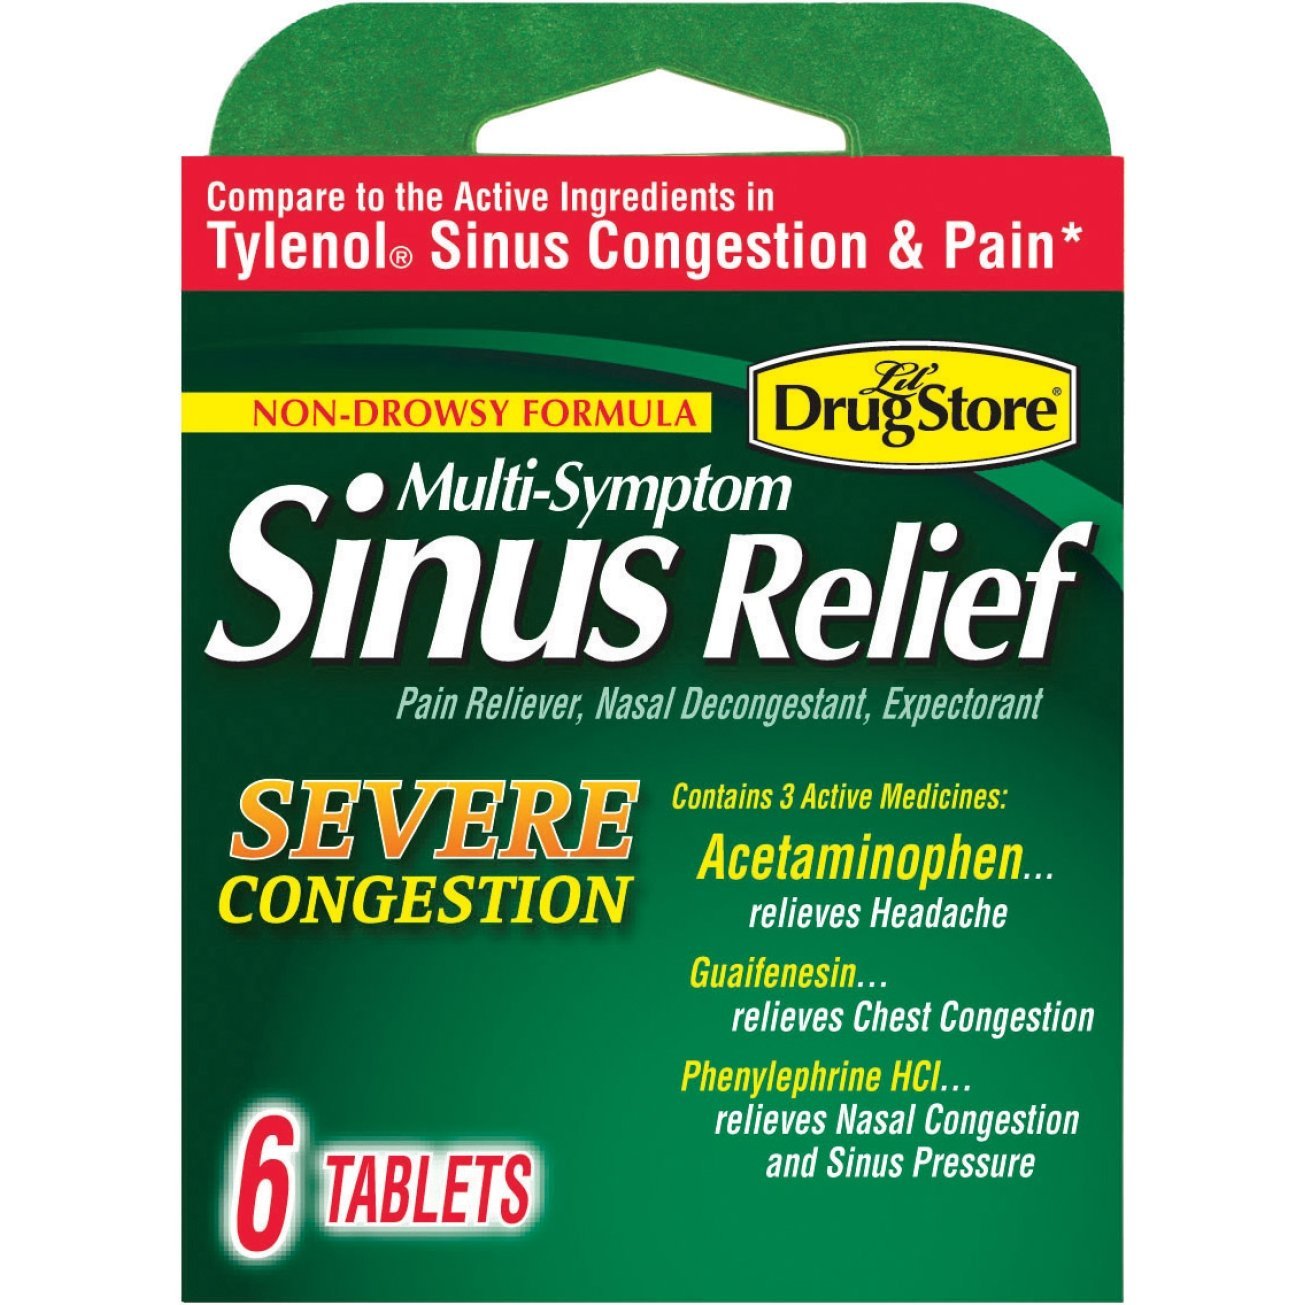 Compare to the Active Ingredients in
Tylenol® Sinus Congestion & Pain*
Lil'
DrugStore®
NON-DROWSY FORMULA
Multi-Symptom
Sinus Relief
Pain Reliever, Nasal Decongestant, Expectorant
SEVERE
CONGESTION
Contains 3 Active Medicines:
Acetaminophen...
relieves Headache
Guaifenesin...
relieves Chest Congestion
Phenylephrine HCl...
relieves Nasal Congestion
and Sinus Pressure
6 TABLETS